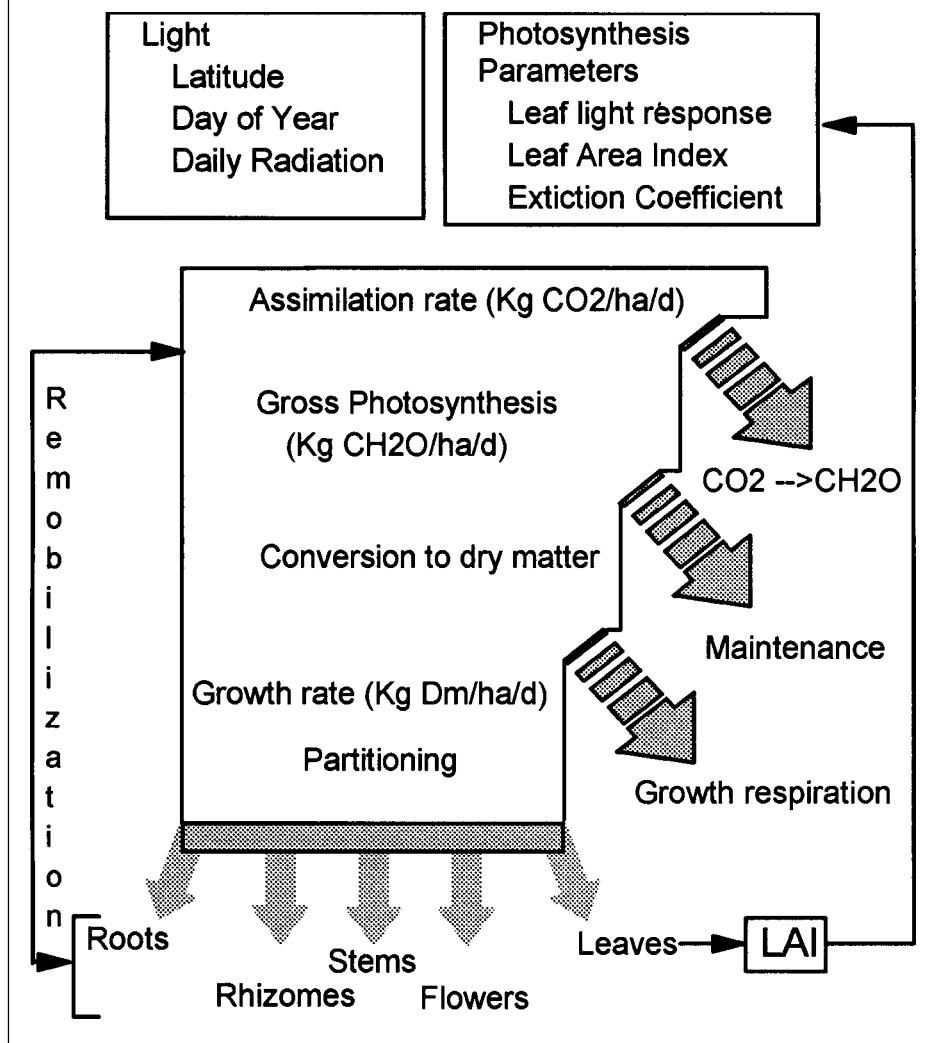 Light
Latitude
Day of Year
Daily Radiation
Photosynthesis
Parameters
Leaf light response
Leaf Area Index
Extiction Coefficient
Assimilation rate (Kg CO2/ha/d)
Gross Photosynthesis
(Kg CH2O/ha/d)
CO2 -->CH2O
Conversion to dry matter
Maintenance
Growth rate (Kg Dm/ha/d)
Partitioning
Growth respiration
Remobilization
Roots
Rhizomes
Stems
Flowers
Leaves
LAI